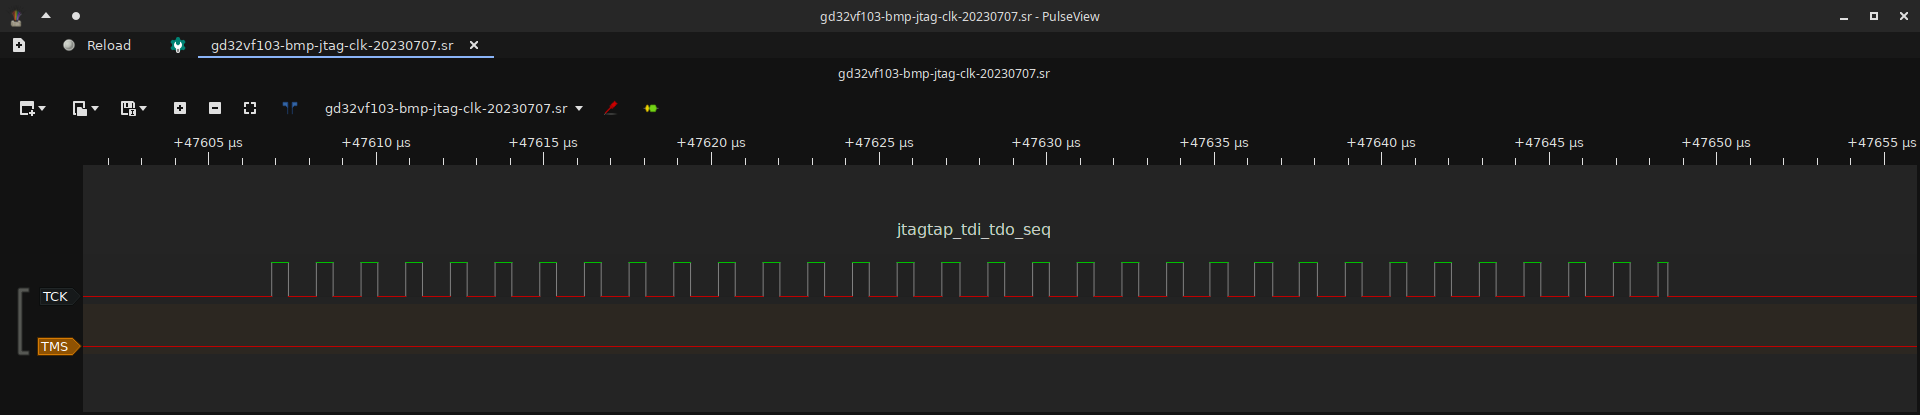 gd32vf103-bmp-jtag-clk-20230707.sr - PulseView
Reload
gd32vf103-bmp-jtag-clk-20230707.sr
gd32vf103-bmp-jtag-clk-20230707.sr
gd32vf103-bmp-jtag-clk-20230707.sr
+47605 µs +47610 µs +47615 µs +47620 µs +47625 µs +47630 µs +47635 µs +47640 µs +47645 µs +47650 µs +47655 µs
jtagtap_tdi_tdo_seq
TCK
TMS